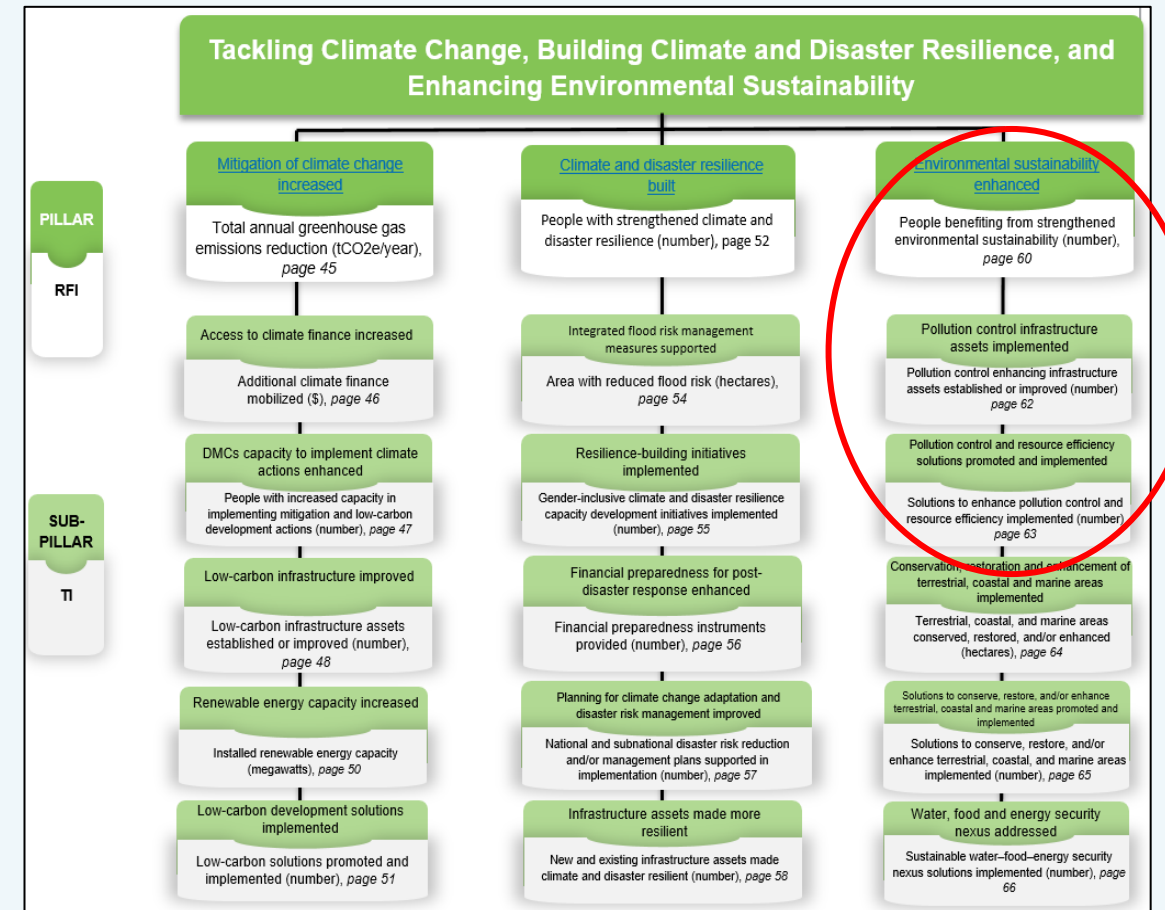 Tackling Climate Change, Building Climate and Disaster Resilience, and
Enhancing Environmental Sustainability
PILLAR
RFI
SUB-
PILLAR
TI
Mitigation of climate change
increased
Total annual greenhouse gas
emissions reduction (tCO2e/year),
page 45
Access to climate finance increased
Additional climate finance
mobilized ($), page 46
DMCs capacity to implement climate
actions enhanced
People with increased capacity in
implementing mitigation and low-carbon
development actions (number), page 47
Low-carbon infrastructure improved
Low-carbon infrastructure assets
established or improved (number),
page 48
Renewable energy capacity increased
Installed renewable energy capacity
(megawatts), page 50
Low-carbon development solutions
implemented
Low-carbon solutions promoted and
implemented (number), page 51
Climate and disaster resilience
built
People with strengthened climate and
disaster resilience (number), page 52
Integrated flood risk management
measures supported
Area with reduced flood risk (hectares),
page 54
Resilience-building initiatives
implemented
Gender-inclusive climate and disaster resilience
capacity development initiatives implemented
(number), page 55
Financial preparedness for post-
disaster response enhanced
Financial preparedness instruments
provided (number), page 56
Planning for climate change adaptation and
disaster risk management improved
National and subnational disaster risk reduction
and/or management plans supported in
implementation (number), page 57
Infrastructure assets made more
resilient
New and existing infrastructure assets made
climate and disaster resilient (number), page 58
Environmental sustainability
enhanced
People benefiting from strengthened
environmental sustainability (number),
page 60
Pollution control infrastructure
assets implemented
Pollution control enhancing infrastructure
assets established or improved (number)
page 62
Pollution control and resource efficiency
solutions promoted and implemented
Solutions to enhance pollution control and
resource efficiency implemented (number)
page 63
Conservation, restoration and enhancement of
terrestrial, coastal and marine areas
implemented
Terrestrial, coastal, and marine areas
conserved, restored, and/or enhanced
(hectares), page 64
Solutions to conserve, restore, and/or enhance
terrestrial, coastal and marine areas promoted and
implemented
Solutions to conserve, restore, and/or
enhance terrestrial, coastal, and marine areas
implemented (number), page 65
Water, food and energy security
nexus addressed
Sustainable water–food–energy security
nexus solutions implemented (number), page
66